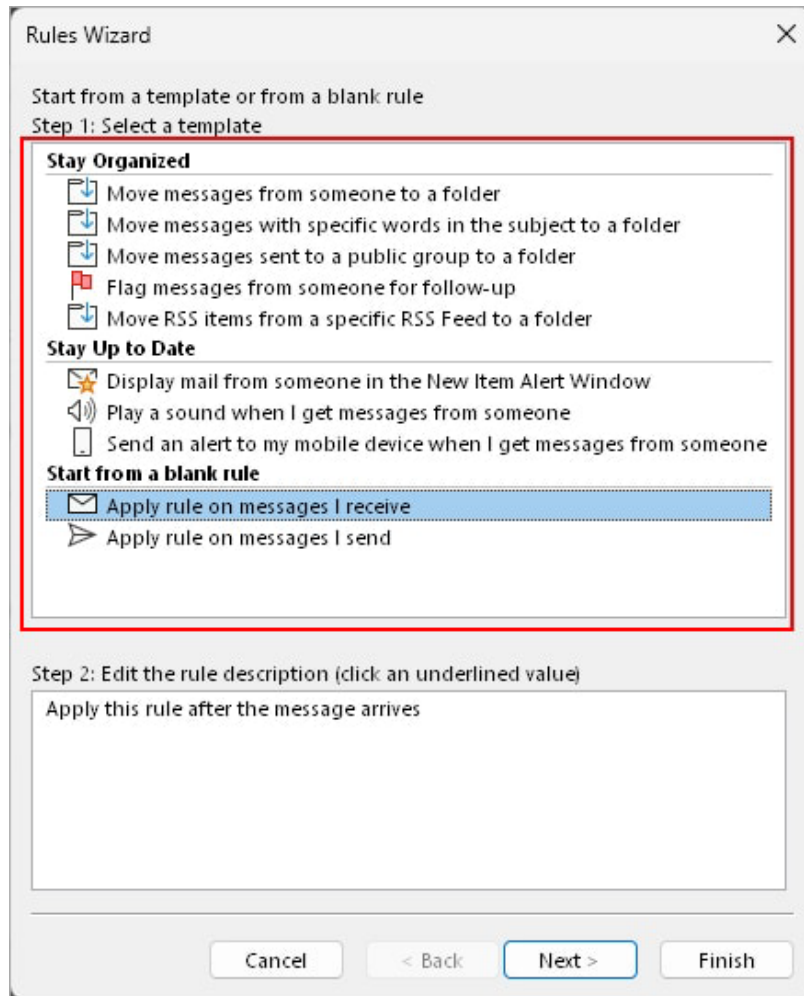 Rules Wizard
Start from a template or from a blank rule
Step 1: Select a template
Stay Organized
Move messages from someone to a folder
Move messages with specific words in the subject to a folder
Move messages sent to a public group to a folder
Flag messages from someone for follow-up
Move RSS items from a specific RSS Feed to a folder
Stay Up to Date
Display mail from someone in the New Item Alert Window
Play a sound when I get messages from someone
Send an alert to my mobile device when I get messages from someone
Start from a blank rule
Apply rule on messages I receive
Apply rule on messages I send
Step 2: Edit the rule description (click an underlined value)
Apply this rule after the message arrives
Cancel < Back Next > Finish